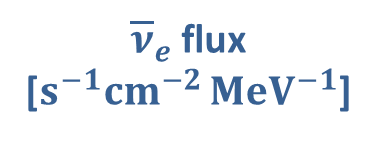 ν̅ₑ flux
[s⁻¹cm⁻² MeV⁻¹]